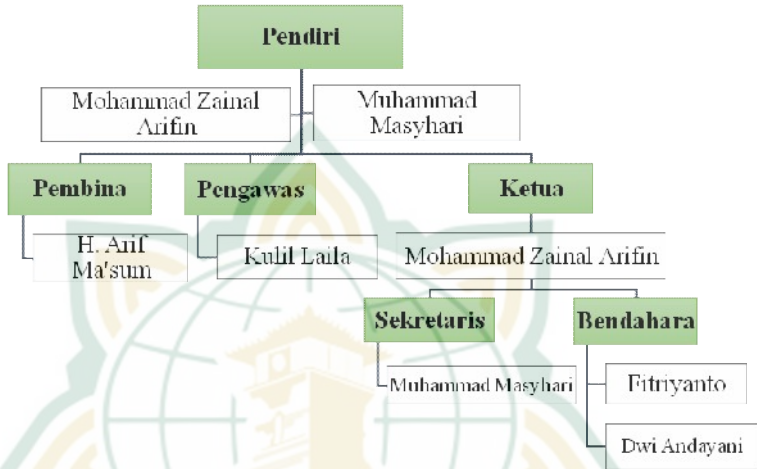 Pendiri
Mohammad Zainal
Arifin
Muhammad
Masyhari
Pembina
Pengawas
Ketua
H. Arif
Ma'sum
Kulil Laila
Mohammad Zainal Arifin
Sekretaris
Bendahara
Muhammad Masyhari
Fitriyanto
Dwi Andayani